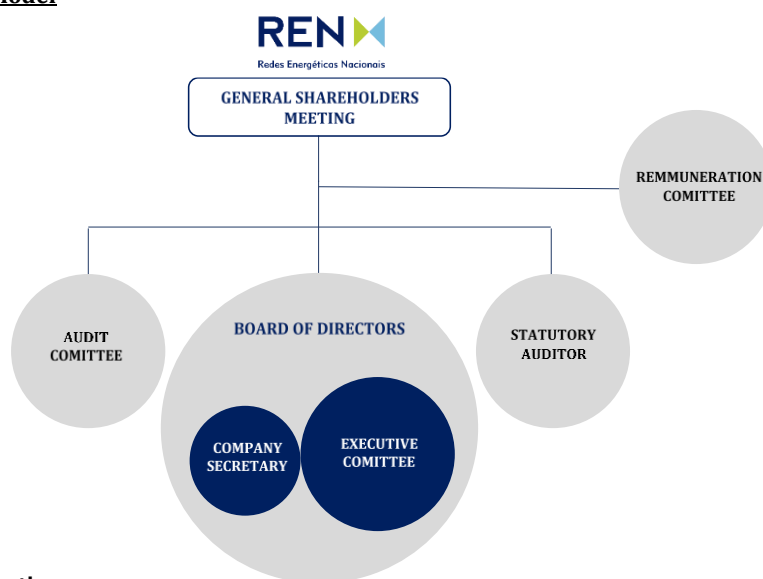 REN
Redes Energéticas Nacionais
GENERAL SHAREHOLDERS
MEETING
REMMUNERATION
COMITTEE
AUDIT
COMITTEE
BOARD OF DIRECTORS
STATUTORY
AUDITOR
COMPANY
SECRETARY
EXECUTIVE
COMITTEE